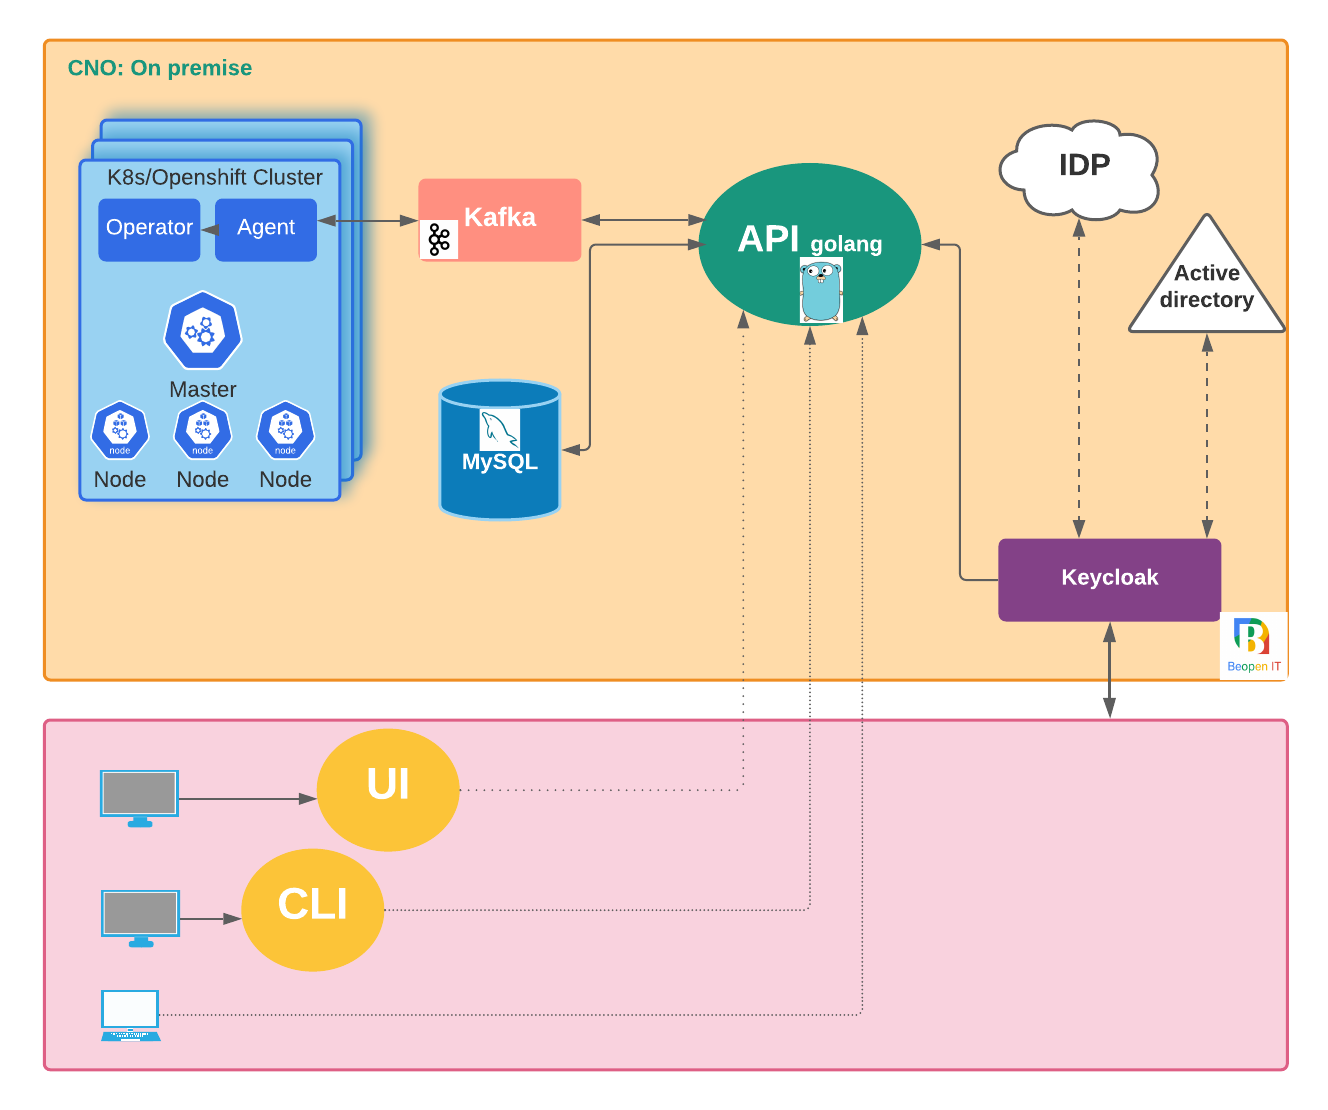 CNO: On premise
K8s/Openshift Cluster
Operator
Agent
Master
node
node
node
Node
Node
Node
Kafka
MySQL
API golang
IDP
Active
directory
Keycloak
B
Beopen IT
UI
CLI